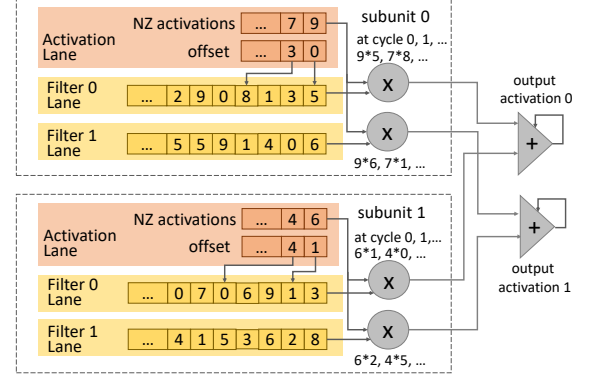 NZ activations ... 7 9
Activation Lane
offset ... 3 0
Filter 0 Lane
... 2 9 0 8 1 3 5
Filter 1 Lane
... 5 5 9 1 4 0 6
subunit 0
at cycle 0, 1, ...
9*5, 7*8, ...
X
X
9*6, 7*1, ...
NZ activations ... 4 6
Activation Lane
offset ... 4 1
Filter 0 Lane
... 0 7 0 6 9 1 3
Filter 1 Lane
... 4 1 5 3 6 2 8
subunit 1
at cycle 0, 1,...
6*1, 4*0, ...
X
X
6*2, 4*5, ...
output
activation 0
+
+
output
activation 1